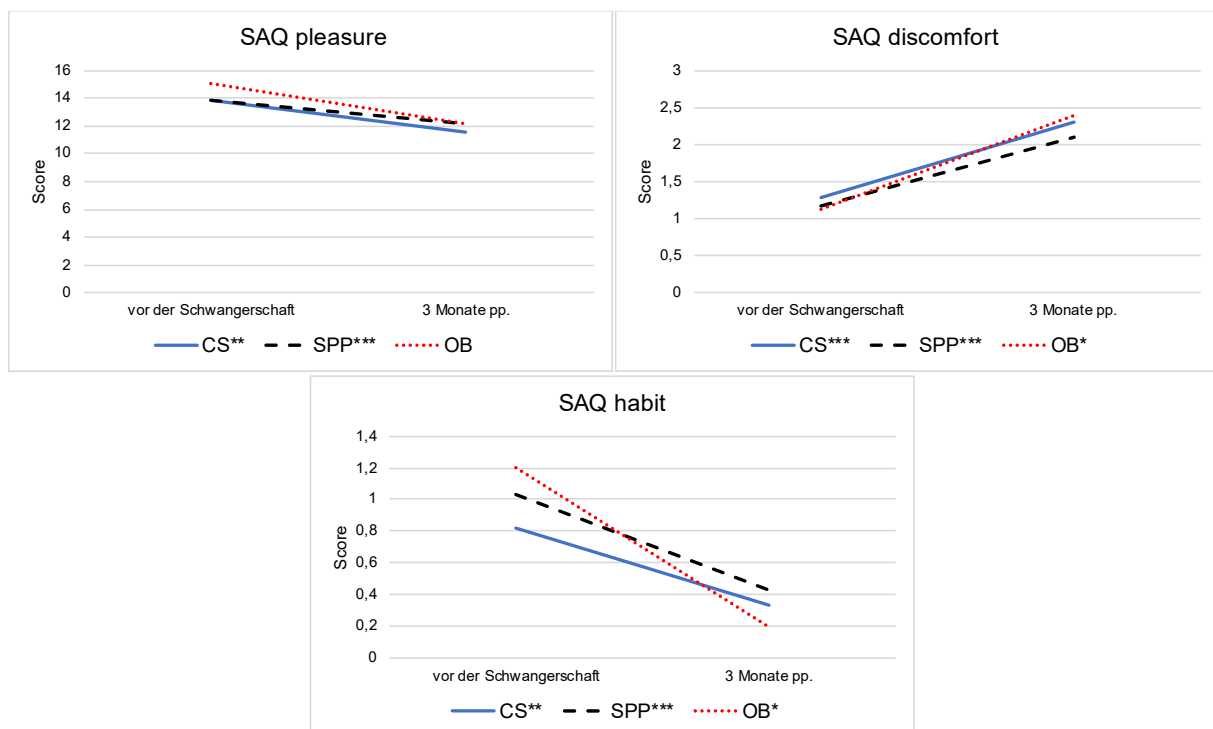 SAQ pleasure
16
14
12
10
8
6
4
2
0
Score
vor der Schwangerschaft 3 Monate pp.
CS** SPP*** OB
SAQ discomfort
3
2,5
2
1,5
1
0,5
0
Score
vor der Schwangerschaft 3 Monate pp.
CS*** SPP*** OB*
SAQ habit
1,4
1,2
1
0,8
0,6
0,4
0,2
0
Score
vor der Schwangerschaft 3 Monate pp.
CS** SPP*** OB*